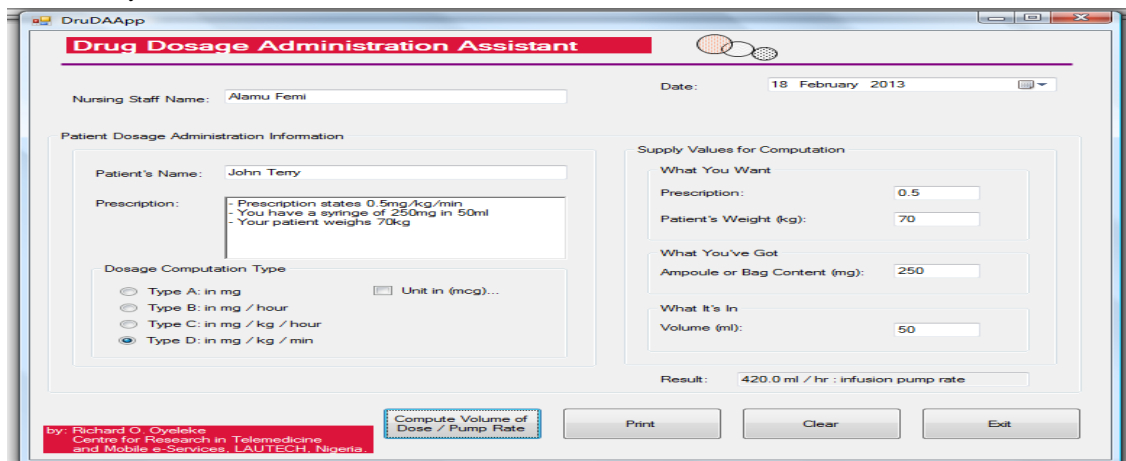 DruDAApp
Drug Dosage Administration Assistant
Date: 18 February 2013
Nursing Staff Name: Alamu Femi
Patient Dosage Administration Information
Patient's Name: John Terry
Prescription: - Prescription states 0.5mg/kg/min
- You have a syringe of 250mg in 50ml
- Your patient weighs 70kg
Dosage Computation Type
Type A: in mg Unit in (mcg)...
Type B: in mg / hour
Type C: in mg / kg / hour
Type D: in mg / kg / min
Supply Values for Computation
What You Want
Prescription: 0.5
Patient's Weight (kg): 70
What You've Got
Ampoule or Bag Content (mg): 250
What It's In
Volume (ml): 50
Result: 420.0 ml / hr : infusion pump rate
by: Richard O. Oyeleke
Centre for Research in Telemedicine
and Mobile e-Services, LAUTECH, Nigeria.
Compute Volume of
Dose / Pump Rate
Print
Clear
Exit